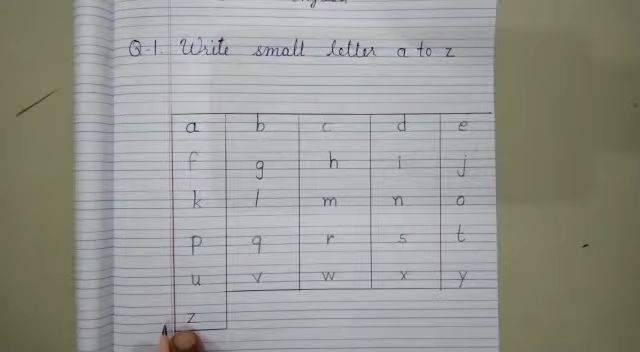 Q-1. Write small letter a to z
a b c d e
f g h i j
k l m n o
p q r s t
u v w x y
z